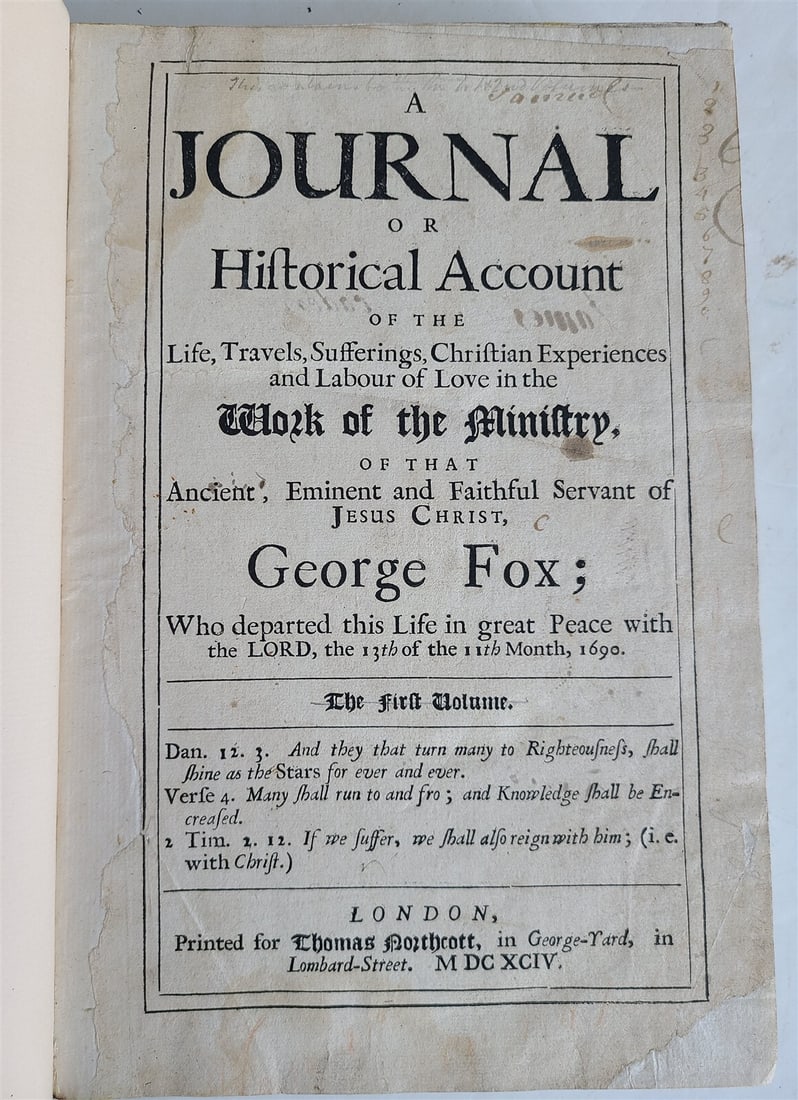 Samuel
A
JOURNAL
OR
Hiſtorical Account
OF THE
Life, Travels, Sufferings, Chriſtian Experiences
and Labour of Love in the
Work of the Miniſtry,
OF THAT
Ancient, Eminent and Faithful Servant of
JESUS CHRIST,
George Fox;
Who departed this Life in great Peace with
the LORD, the 13th of the 11th Month, 1690.
The Firſt Volume.
Dan. 12. 3. And they that turn many to Righteouſneſs, ſhall
ſhine as the Stars for ever and ever.
Verſe 4. Many ſhall run to and fro; and Knowledge ſhall be En-
creaſed.
2 Tim. 2. 12. If we ſuffer, we ſhall alſo reign with him; (i. e.
with Chriſt.)
LONDON,
Printed for Thomas Northcott, in George-Yard, in
Lombard-Street. M DC XCIV.